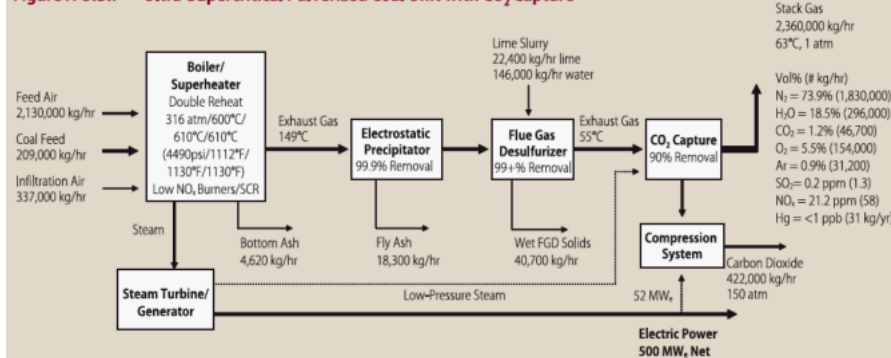 Stack Gas
2,360,000 kg/hr
63°C, 1 atm
Vol% (# kg/hr)
N₂ = 73.9% (1,830,000)
H₂O = 18.5% (296,000)
CO₂ = 1.2% (46,700)
O₂ = 5.5% (154,000)
Ar = 0.9% (31,200)
SO₂= 0.2 ppm (1.3)
NOₓ = 21.2 ppm (58)
Hg = <1 ppb (31 kg/yr)
Lime Slurry
22,400 kg/hr lime
146,000 kg/hr water
Feed Air
2,130,000 kg/hr
Coal Feed
209,000 kg/hr
Infiltration Air
337,000 kg/hr
Boiler/
Superheater
Double Reheat
316 atm/600°C/
610°C/610°C
(4490psi/1112°F/
1130°F/1130°F)
Low NOₓ Burners/SCR
Exhaust Gas
149°C
Electrostatic
Precipitator
99.9% Removal
Flue Gas
Desulfurizer
99+% Removal
Exhaust Gas
55°C
CO₂ Capture
90% Removal
Steam
Bottom Ash
4,620 kg/hr
Fly Ash
18,300 kg/hr
Wet FGD Solids
40,700 kg/hr
Compression
System
Carbon Dioxide
422,000 kg/hr
150 atm
Steam Turbine/
Generator
Low-Pressure Steam
52 MWₑ
Electric Power
500 MWₑ Net